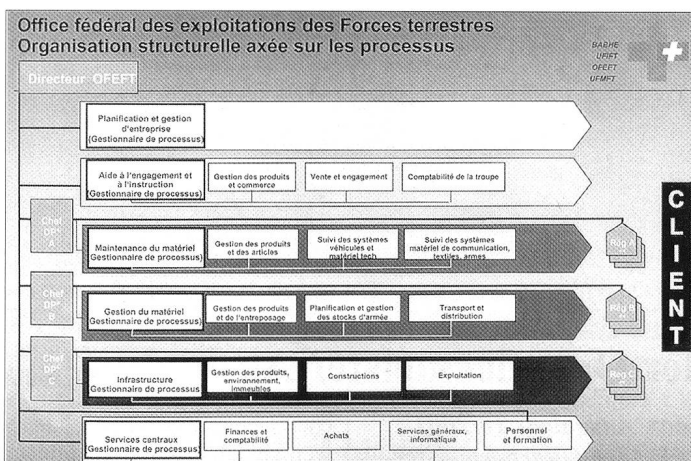 Office fédéral des exploitations des Forces terrestres
Organisation structurelle axée sur les processus
BABHE
UFIFT
OFEFT
UFMFT
Directeur OFEFT
Planification et gestion
d'entreprise
(Gestionnaire de processus)
Aide à l'engagement et
à l'instruction
(Gestionnaire de processus)
Gestion des produits
et commerce
Vente et engagement
Comptabilité de la troupe
Chef
DP
A
Maintenance du matériel
Gestionnaire de processus)
Gestion des produits
et des articles
Suivi des systèmes
véhicules et
matériel tech.
Suivi des systèmes
matériel de communication,
textiles, armes
Rég A
Chef
DP
B
Gestion du matériel
Gestionnaire de processus)
Gestion des produits
et de l'entreposage
Planification et gestion
des stocks d'armée
Transport et
distribution
Rég B
Chef
DP
C
Infrastructure
Gestionnaire de processus)
Gestion des produits,
environnement,
immeubles
Constructions
Exploitation
Rég C
Services centraux
Gestionnaire de processus)
Finances et
comptabilité
Achats
Services généraux,
informatique
Personnel
et formation
CLIENT